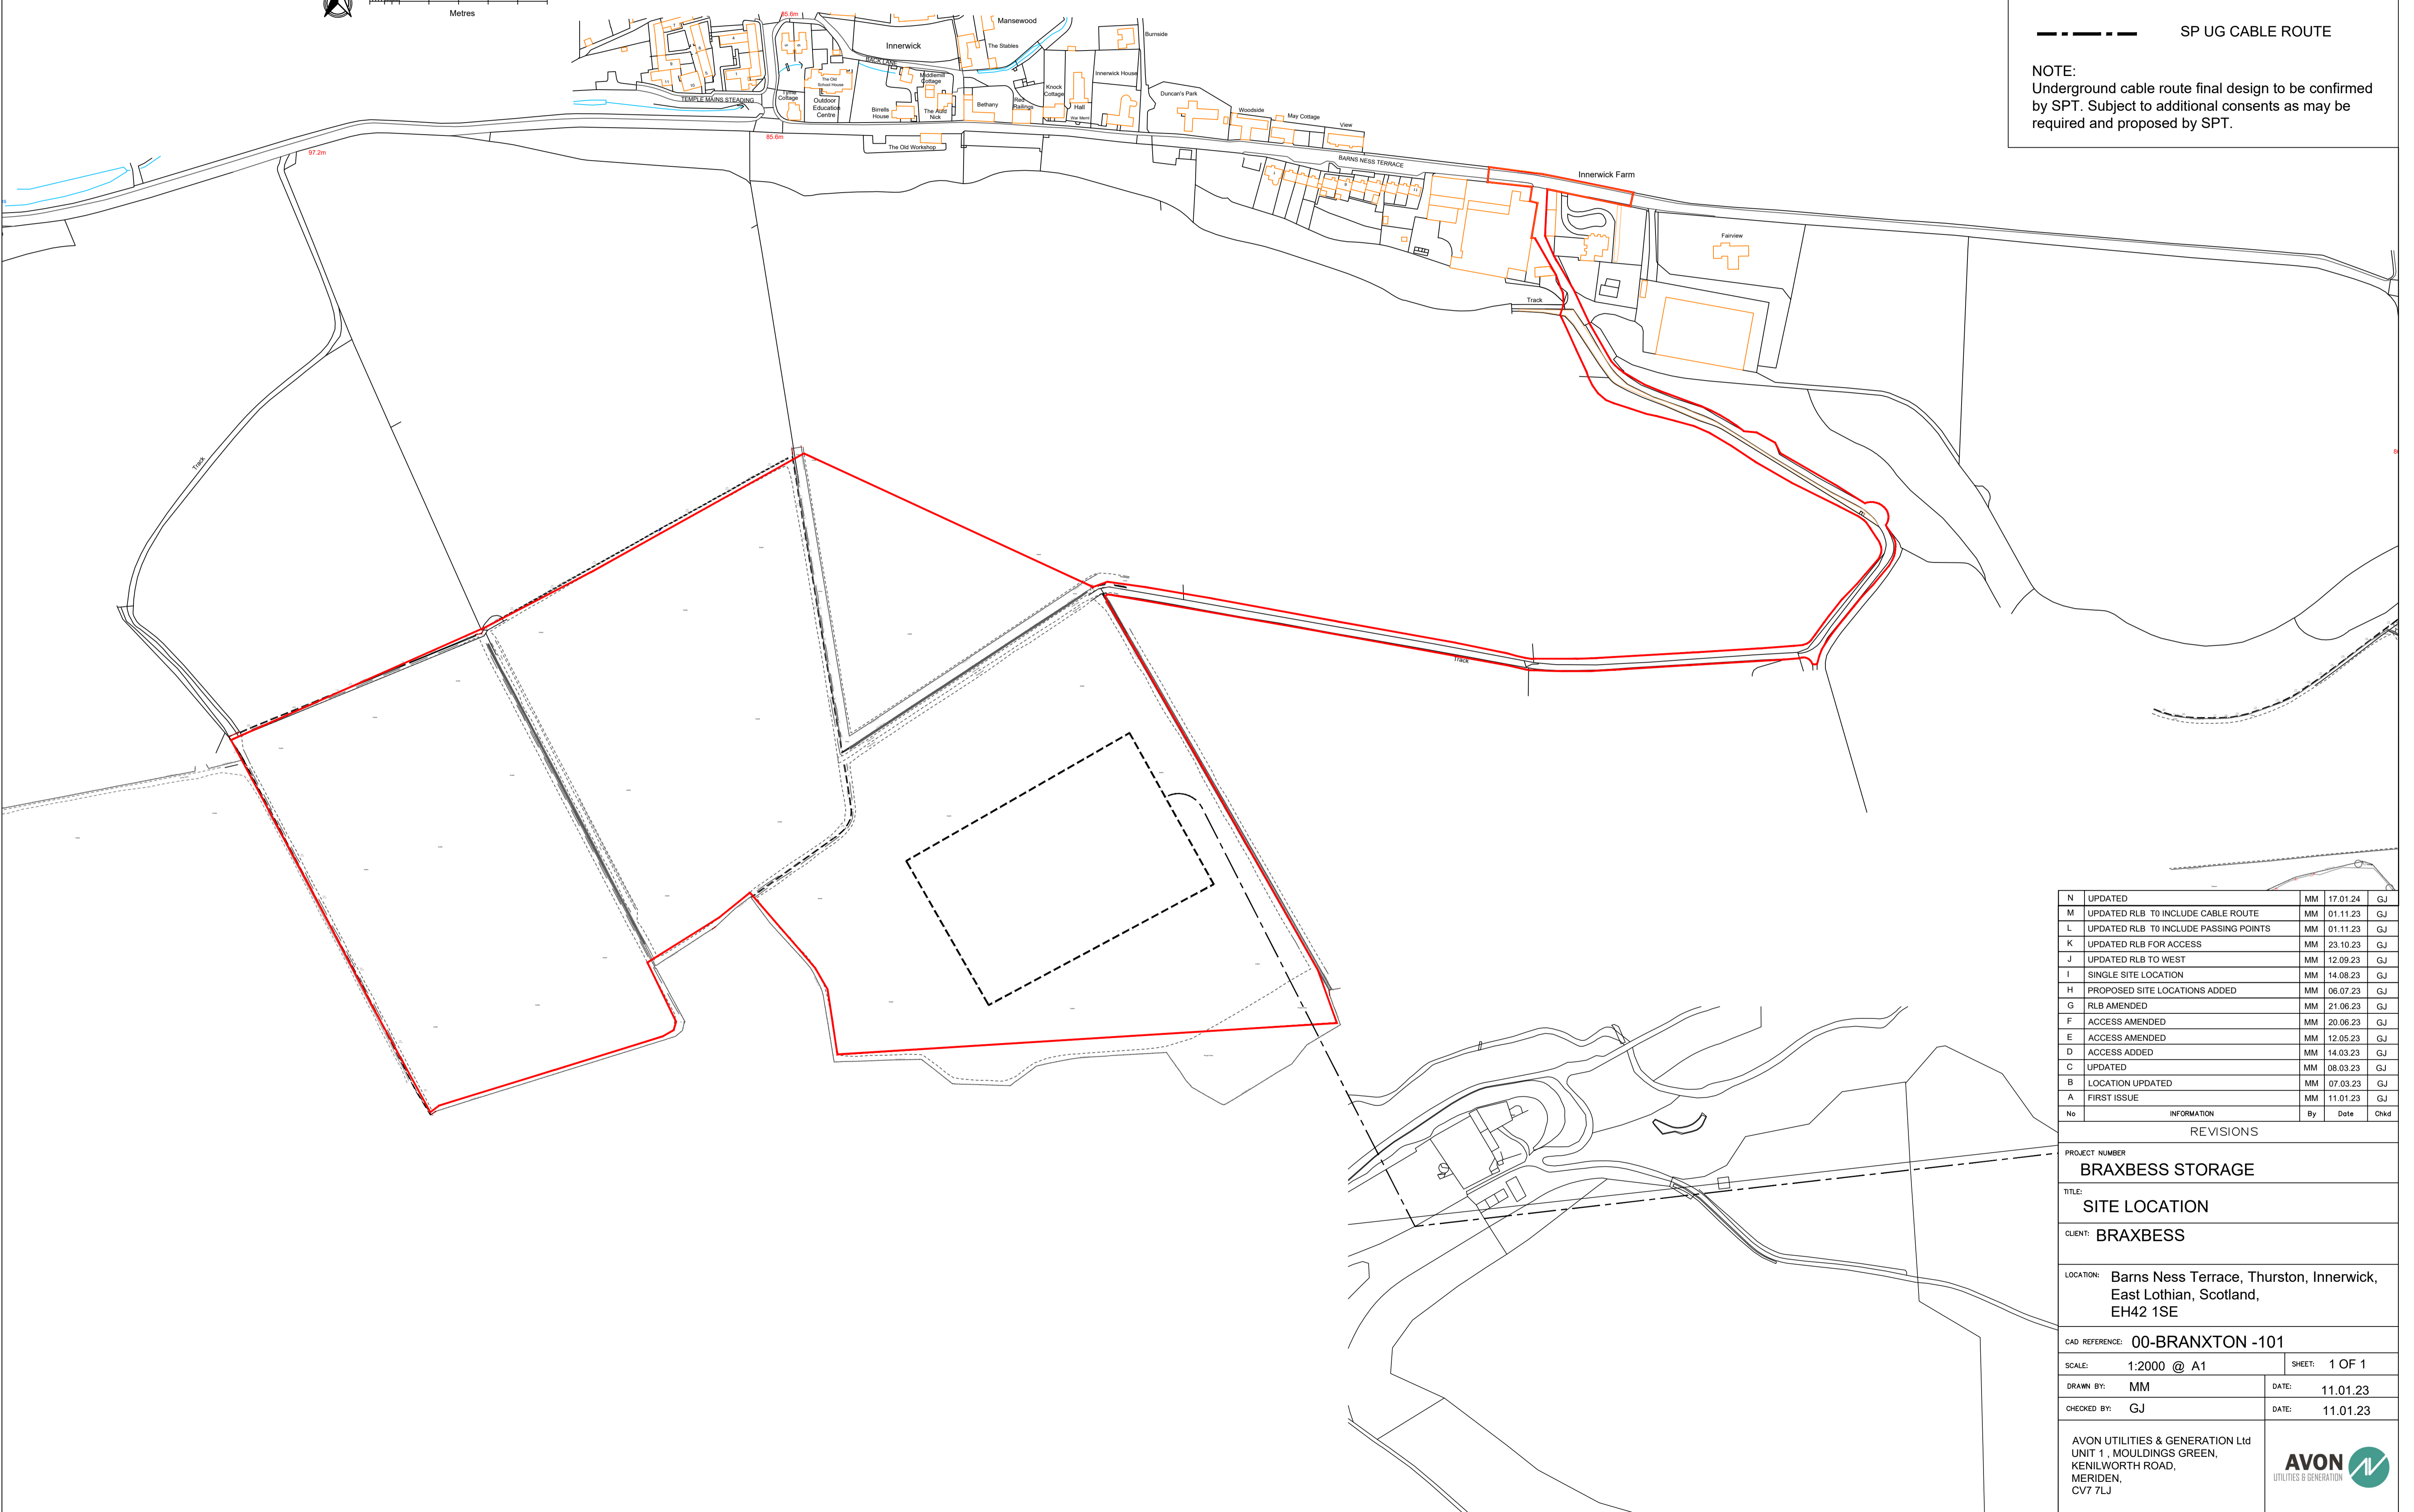 Metres
SP UG CABLE ROUTE
NOTE:
Underground cable route final design to be confirmed
by SPT. Subject to additional consents as may be
required and proposed by SPT.
85.6m
Mansewood
Innerwick
The Stables
Burnside
BACK LANE
Middlemill
Cottage
Innerwick House
The Old
School House
TEMPLE MAINS STEADING
Cottage
Outdoor
Education
Centre
Birrells
House
The Auld
Nick
Bethany
Red
Railings
Knock
Cottage
Hall
War Meml
Duncan's Park
Woodside
May Cottage
View
85.6m
The Old Workshop
97.2m
BARNS NESS TERRACE
Innerwick Farm
Fairview
Track
Track
Track
N UPDATED MM 17.01.24 GJ
M UPDATED RLB T0 INCLUDE CABLE ROUTE MM 01.11.23 GJ
L UPDATED RLB T0 INCLUDE PASSING POINTS MM 01.11.23 GJ
K UPDATED RLB FOR ACCESS MM 23.10.23 GJ
J UPDATED RLB TO WEST MM 12.09.23 GJ
I SINGLE SITE LOCATION MM 14.08.23 GJ
H PROPOSED SITE LOCATIONS ADDED MM 06.07.23 GJ
G RLB AMENDED MM 21.06.23 GJ
F ACCESS AMENDED MM 20.06.23 GJ
E ACCESS AMENDED MM 12.05.23 GJ
D ACCESS ADDED MM 14.03.23 GJ
C UPDATED MM 08.03.23 GJ
B LOCATION UPDATED MM 07.03.23 GJ
A FIRST ISSUE MM 11.01.23 GJ
No INFORMATION By Date Chkd
REVISIONS
PROJECT NUMBER
BRAXBESS STORAGE
TITLE:
SITE LOCATION
CLIENT: BRAXBESS
LOCATION: Barns Ness Terrace, Thurston, Innerwick,
East Lothian, Scotland,
EH42 1SE
CAD REFERENCE: 00-BRANXTON -101
SCALE: 1:2000 @ A1 SHEET: 1 OF 1
DRAWN BY: MM DATE: 11.01.23
CHECKED BY: GJ DATE: 11.01.23
AVON UTILITIES & GENERATION Ltd
UNIT 1 , MOULDINGS GREEN,
KENILWORTH ROAD,
MERIDEN,
CV7 7LJ
AVON
UTILITIES & GENERATION